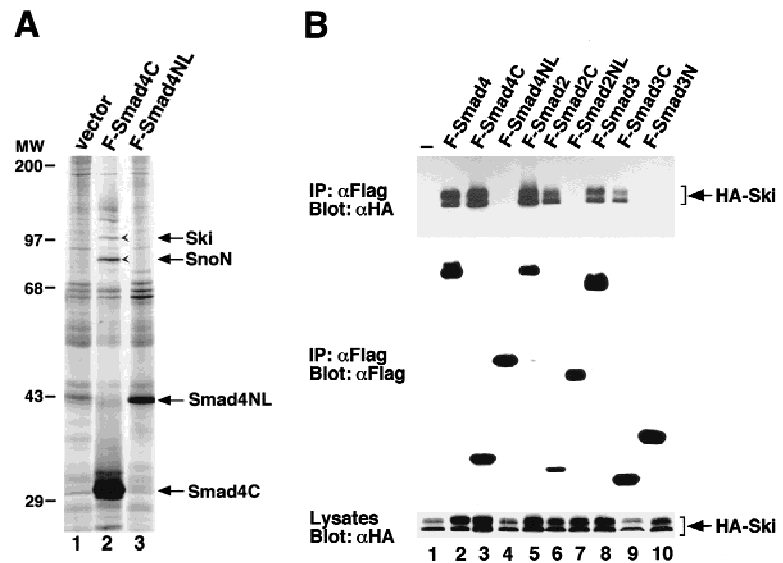 A
vector
F-Smad4C
F-Smad4NL
MW
200
97
68
43
29
Ski
SnoN
Smad4NL
Smad4C
1 2 3
B
–
F-Smad4
F-Smad4C
F-Smad4NL
F-Smad2
F-Smad2C
F-Smad2NL
F-Smad3
F-Smad3C
F-Smad3N
IP: αFlag
Blot: αHA
HA-Ski
IP: αFlag
Blot: αFlag
Lysates
Blot: αHA
HA-Ski
1 2 3 4 5 6 7 8 9 10